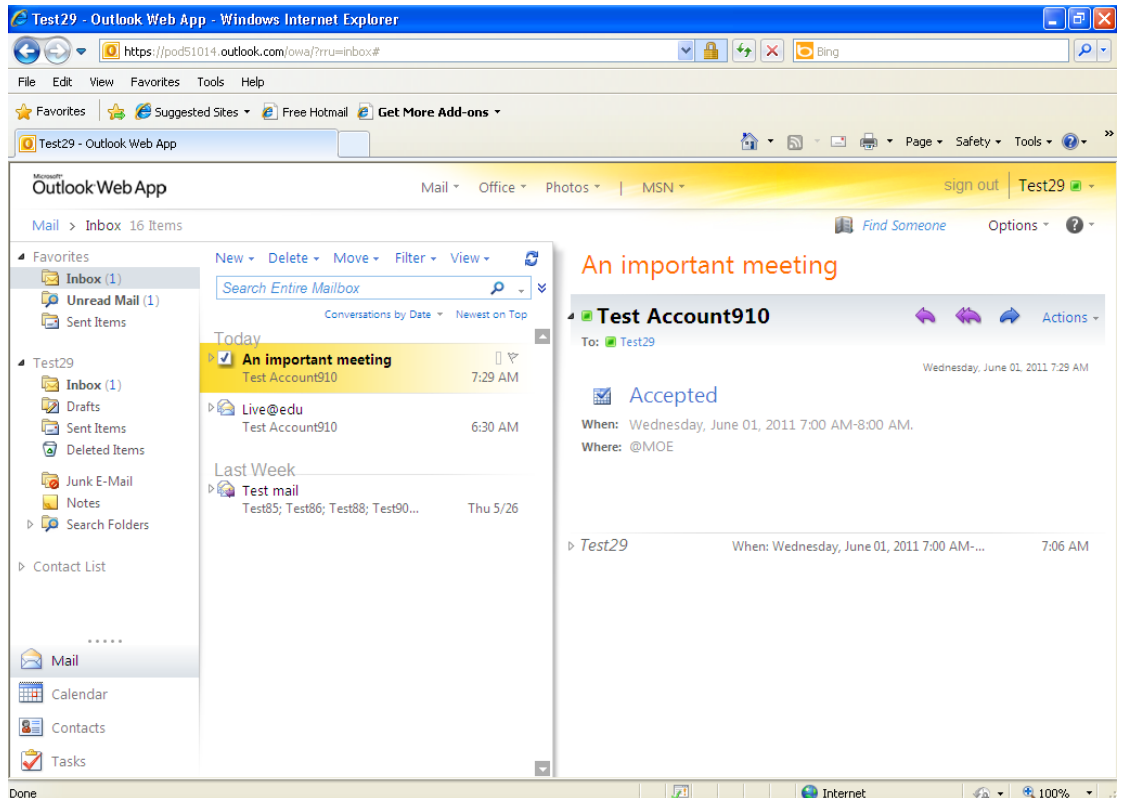 Test29 - Outlook Web App - Windows Internet Explorer
https://pod51014.outlook.com/owa/?rru=inbox#
Bing
File Edit View Favorites Tools Help
Favorites Suggested Sites Free Hotmail Get More Add-ons
Test29 - Outlook Web App
Page Safety Tools »
Microsoft®
Outlook Web App
Mail Office Photos | MSN
sign out Test29
Mail > Inbox 16 Items
Find Someone Options
Favorites
Inbox (1)
Unread Mail (1)
Sent Items
Test29
Inbox (1)
Drafts
Sent Items
Deleted Items
Junk E-Mail
Notes
Search Folders
Contact List
Mail
Calendar
Contacts
Tasks
New Delete Move Filter View
Search Entire Mailbox
Conversations by Date Newest on Top
Today
An important meeting
Test Account910 7:29 AM
Live@edu
Test Account910 6:30 AM
Last Week
Test mail
Test85; Test86; Test88; Test90... Thu 5/26
An important meeting
Test Account910
Actions
To: Test29
Wednesday, June 01, 2011 7:29 AM
Accepted
When: Wednesday, June 01, 2011 7:00 AM-8:00 AM.
Where: @MOE
Test29 When: Wednesday, June 01, 2011 7:00 AM-... 7:06 AM
Done Internet 100%